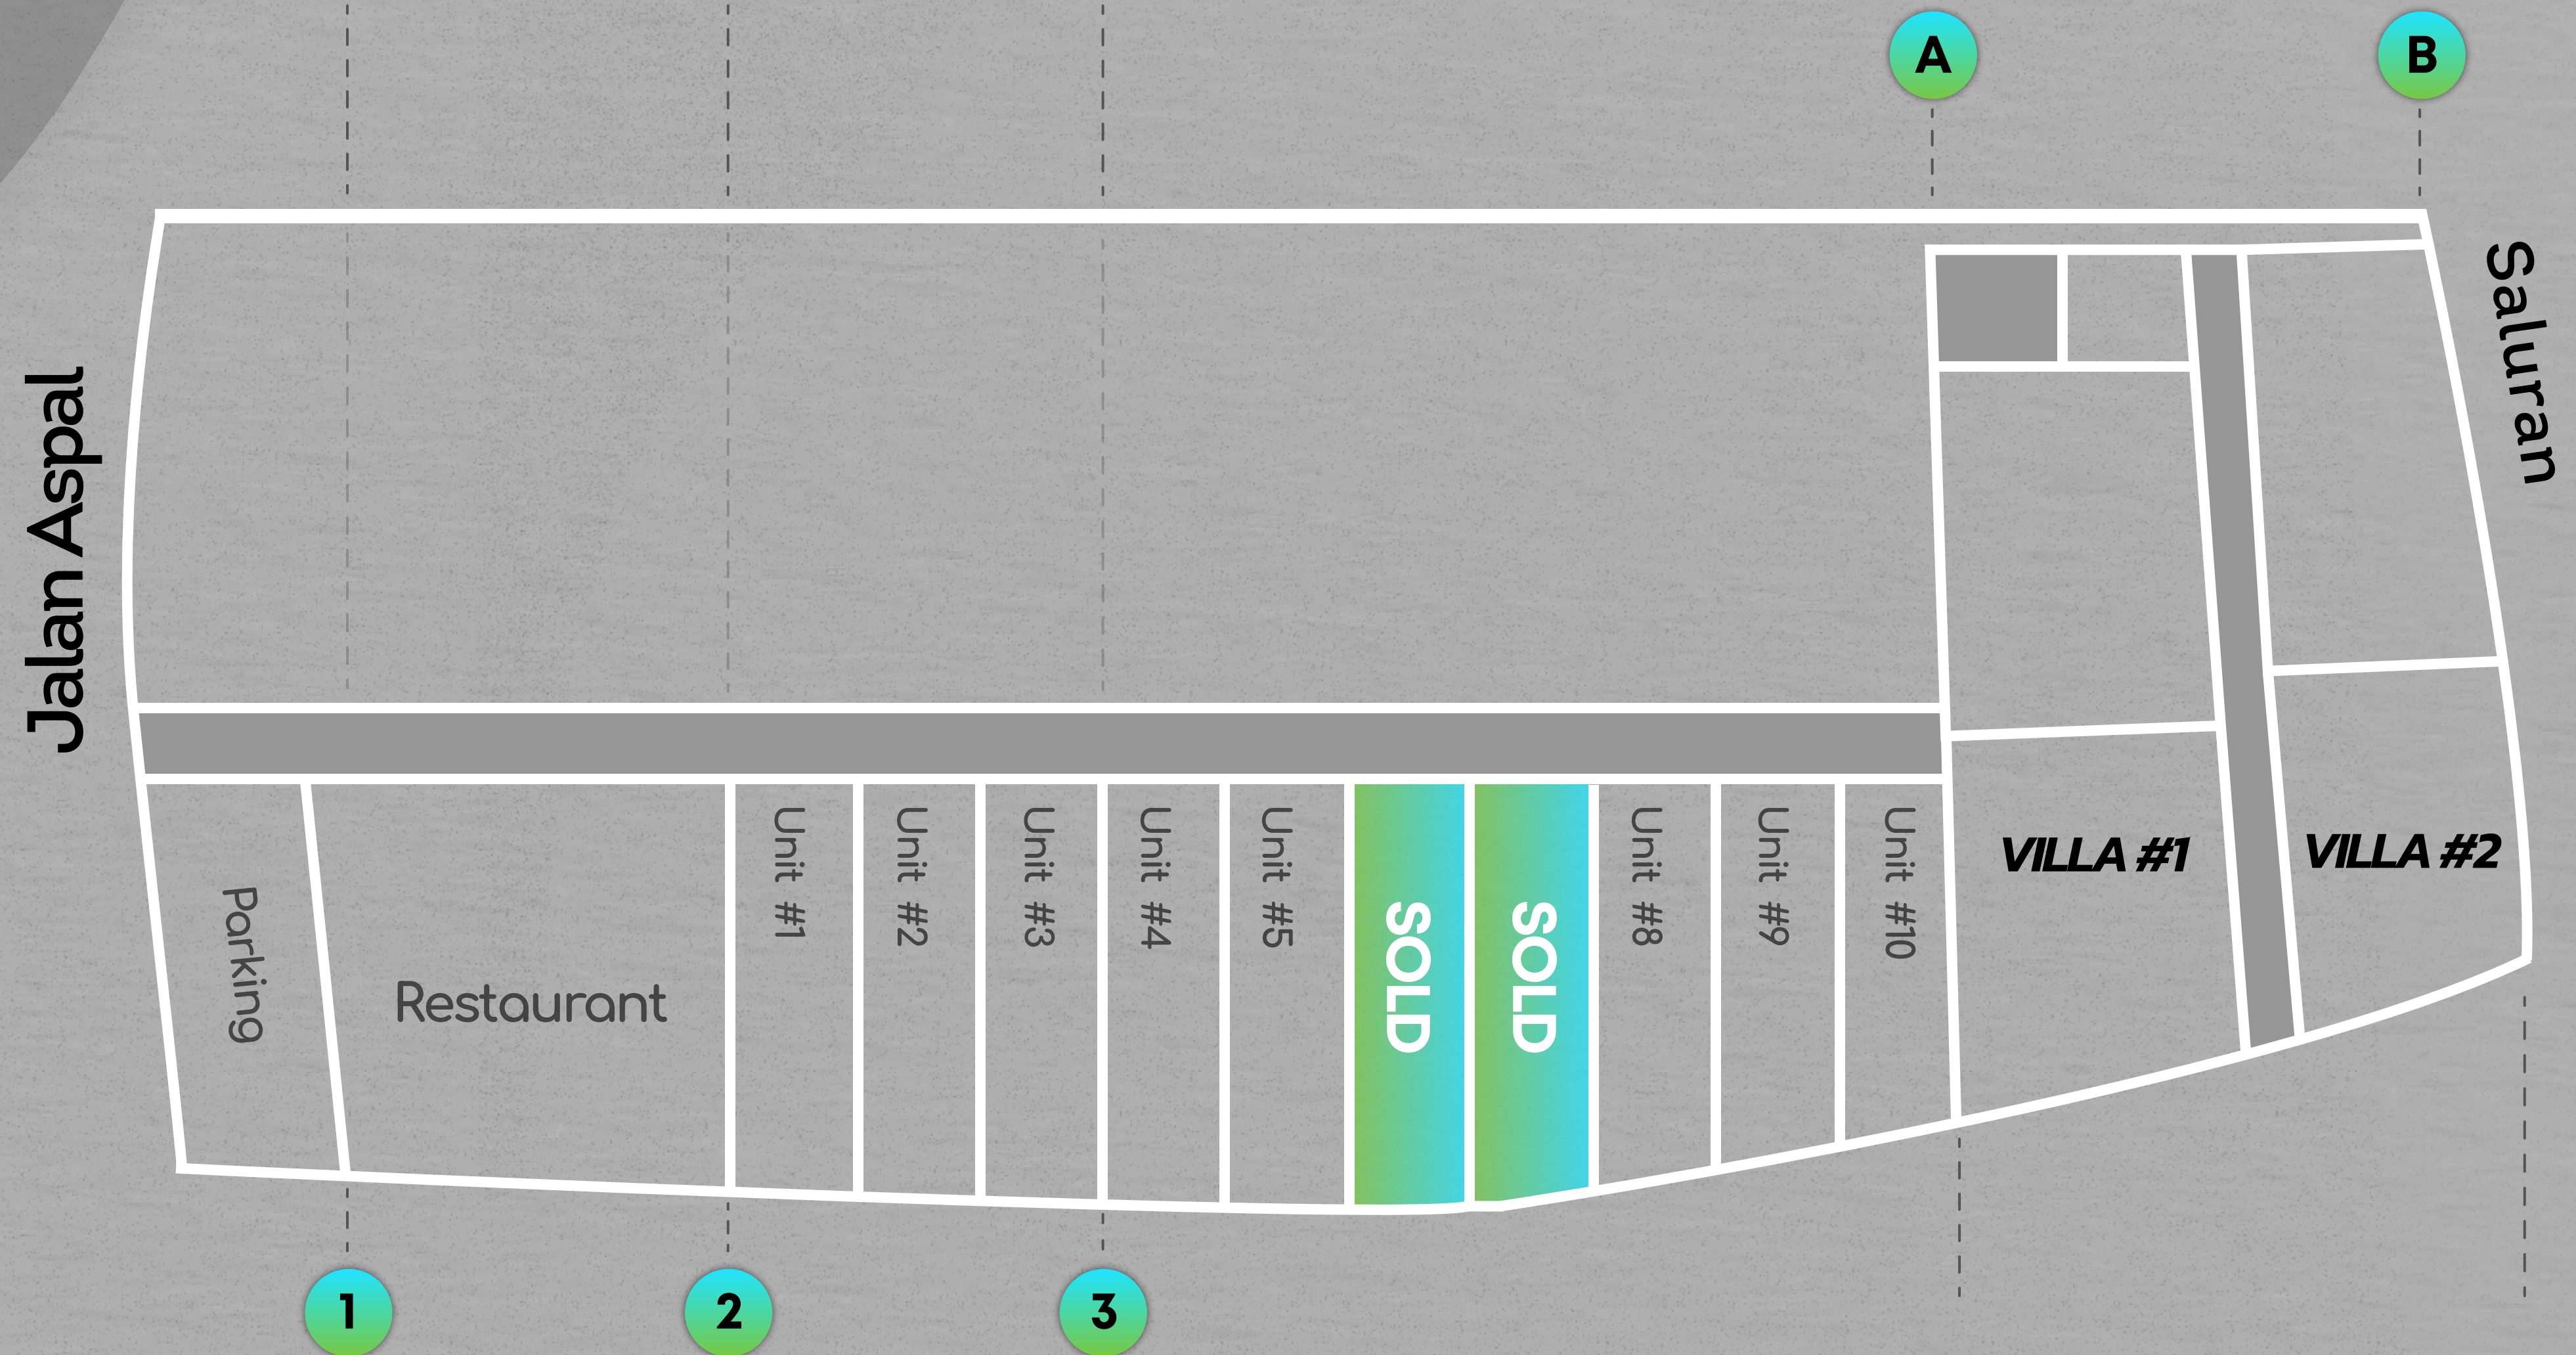 A
B
Jalan Aspal
Saluran
Parking
Restaurant
Unit #1
Unit #2
Unit #3
Unit #4
Unit #5
SOLD
SOLD
Unit #8
Unit #9
Unit #10
VILLA #1
VILLA #2
1
2
3